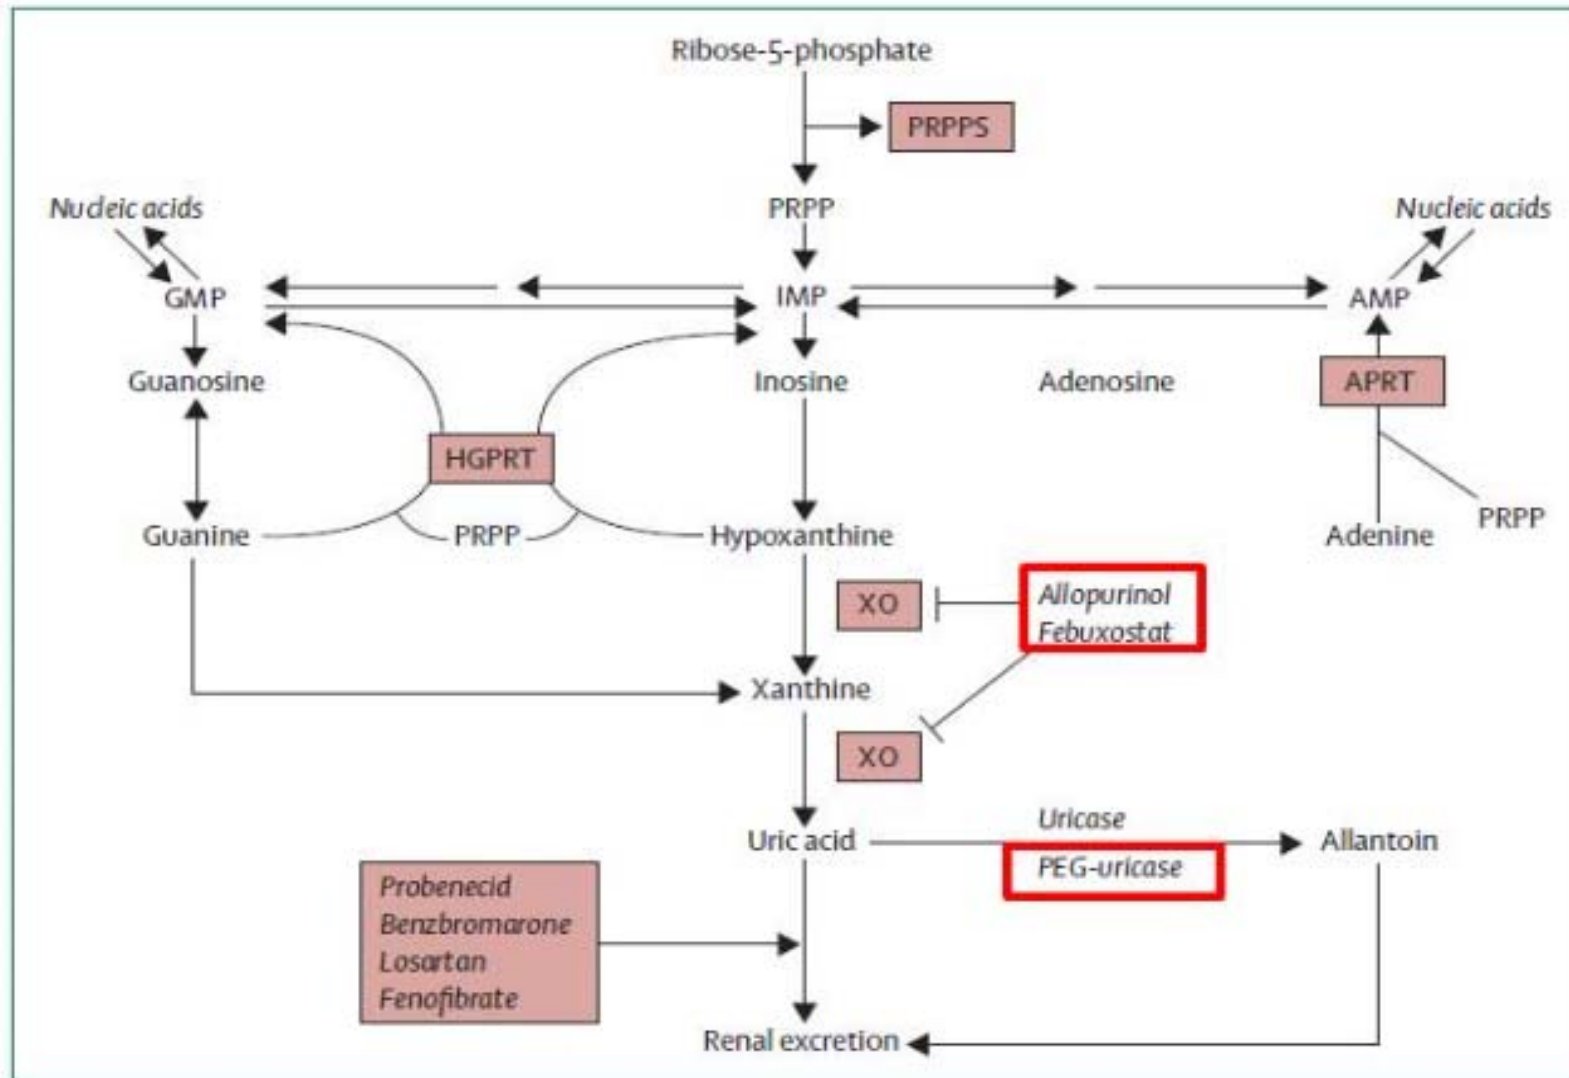 Ribose-5-phosphate
PRPPS
Nucleic acids
PRPP
Nucleic acids
GMP
IMP
AMP
Guanosine
Inosine
Adenosine
APRT
HGPRT
Guanine
PRPP
Hypoxanthine
Adenine
PRPP
XO
Allopurinol
Febuxostat
Xanthine
XO
Uric acid
Uricase
PEG-uricase
Allantoin
Probenecid
Benzbromarone
Losartan
Fenofibrate
Renal excretion